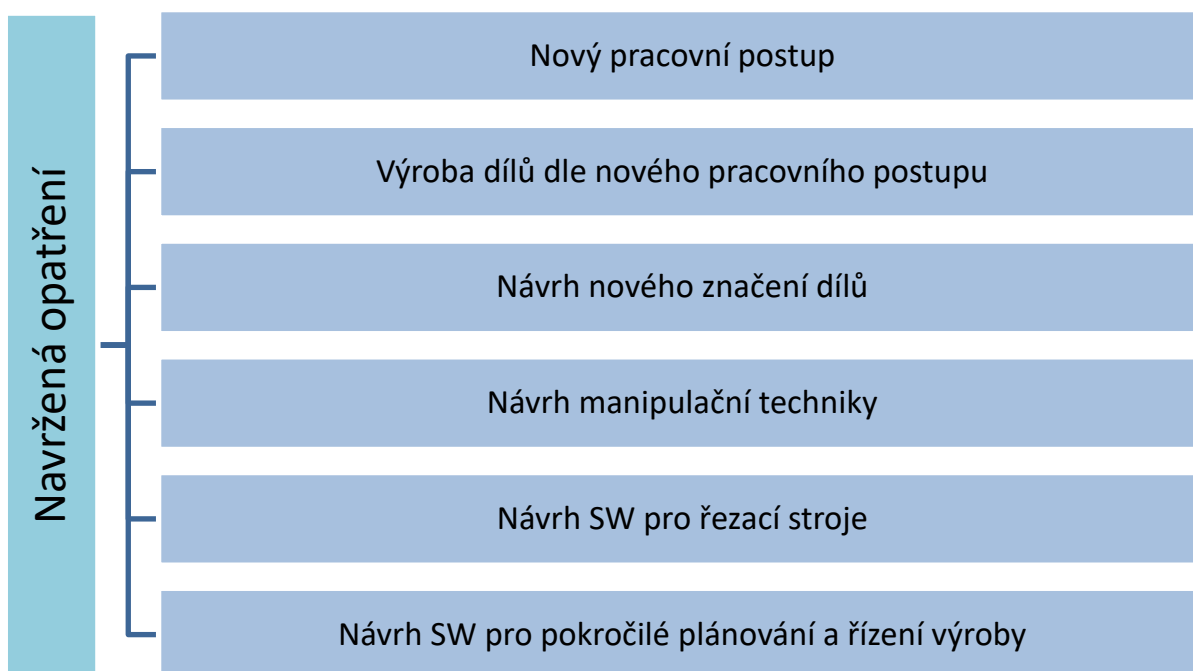 Navržená opatření
Nový pracovní postup
Výroba dílů dle nového pracovního postupu
Návrh nového značení dílů
Návrh manipulační techniky
Návrh SW pro řezací stroje
Návrh SW pro pokročilé plánování a řízení výroby